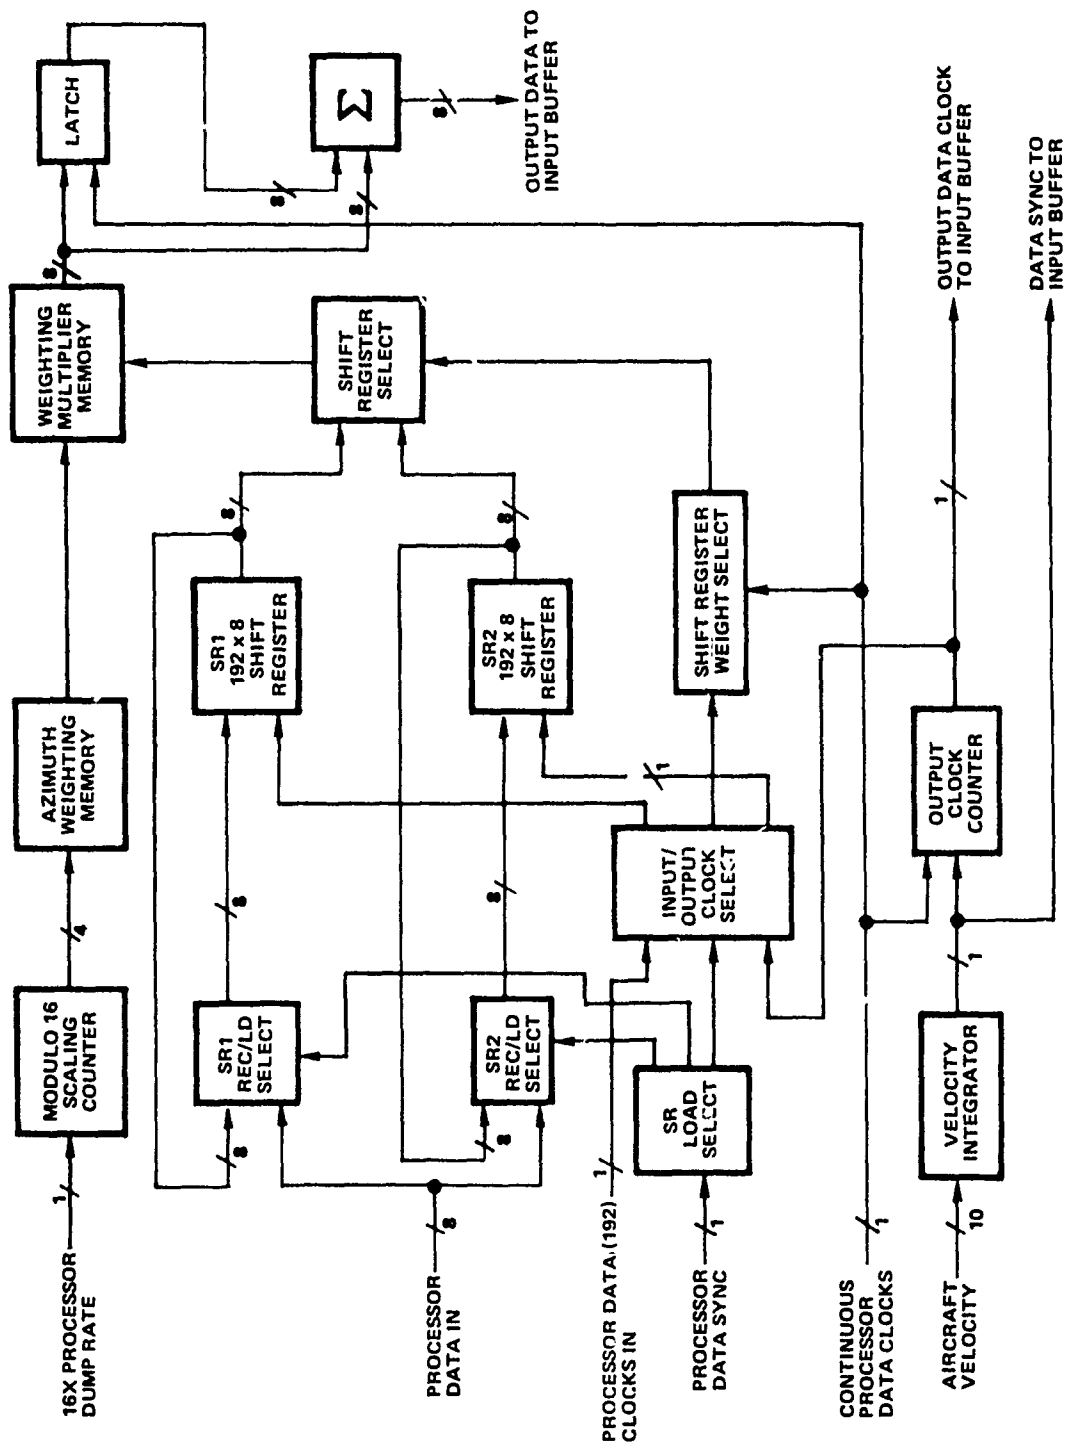 16X PROCESSOR
DUMP RATE
1
MODULO 16
SCALING
COUNTER
4
AZIMUTH
WEIGHTING
MEMORY
WEIGHTING
MULTIPLIER
MEMORY
8
LATCH
8
8
Σ
8
OUTPUT DATA TO
INPUT BUFFER
PROCESSOR
DATA IN
8
8
SR1
REC/LD
SELECT
8
SR1
192 x 8
SHIFT
REGISTER
8
SHIFT
REGISTER
SELECT
8
SR2
REC/LD
SELECT
8
SR2
192 x 8
SHIFT
REGISTER
8
PROCESSOR DATA (192)
CLOCKS IN
1
PROCESSOR
DATA SYNC
1
SR
LOAD
SELECT
INPUT/
OUTPUT
CLOCK
SELECT
1
SHIFT REGISTER
WEIGHT SELECT
CONTINUOUS
PROCESSOR
DATA CLOCKS
1
AIRCRAFT
VELOCITY
10
VELOCITY
INTEGRATOR
1
OUTPUT
CLOCK
COUNTER
1
OUTPUT DATA CLOCK
TO INPUT BUFFER
DATA SYNC TO
INPUT BUFFER